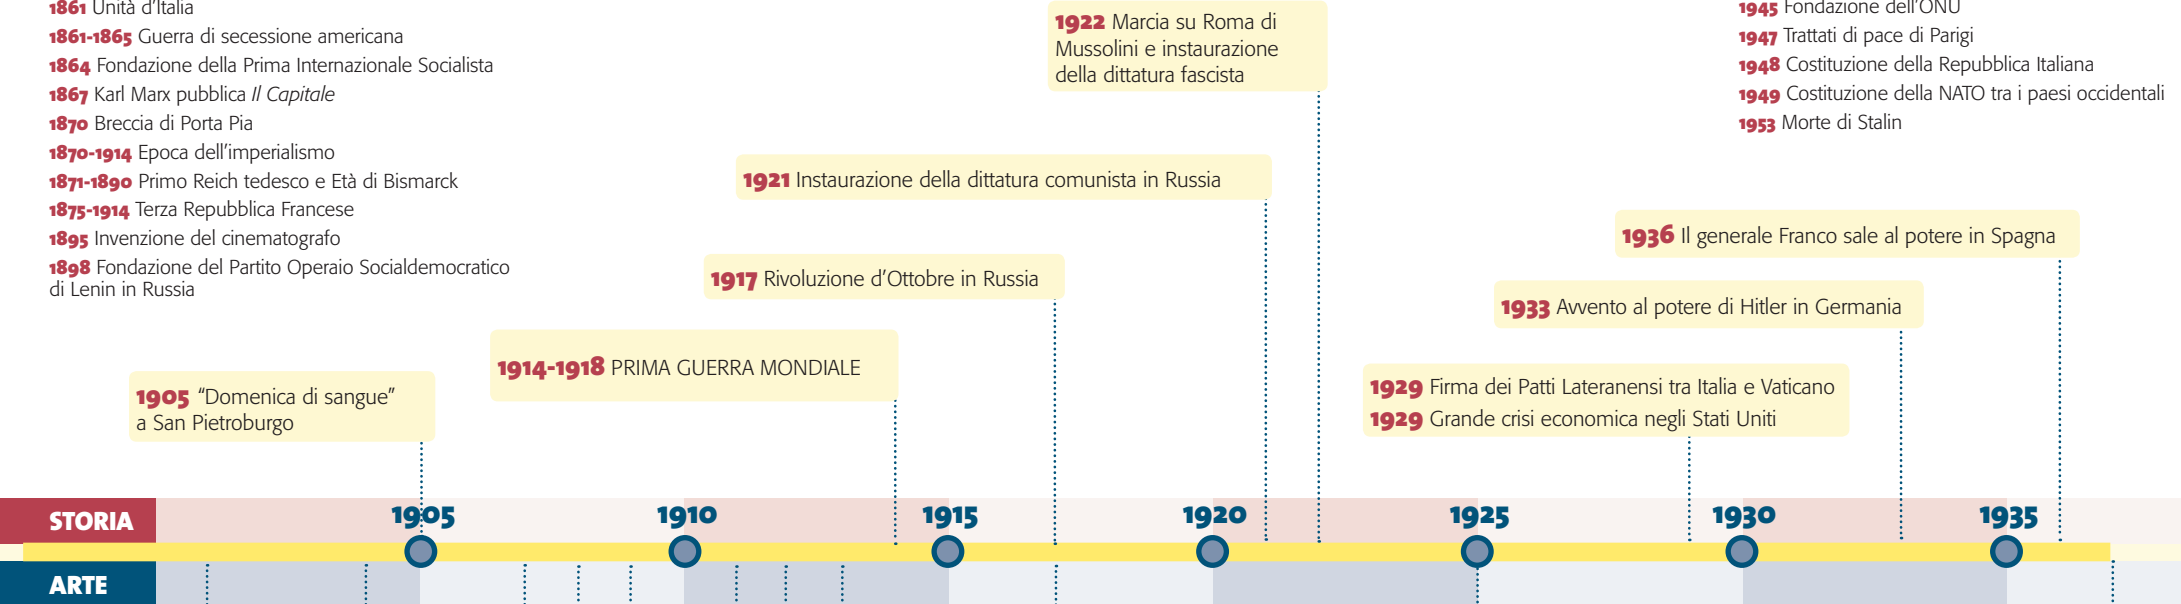 1861 Unità d'Italia
1861-1865 Guerra di secessione americana
1864 Fondazione della Prima Internazionale Socialista
1867 Karl Marx pubblica Il Capitale
1870 Breccia di Porta Pia
1870-1914 Epoca dell'imperialismo
1871-1890 Primo Reich tedesco e Età di Bismarck
1875-1914 Terza Repubblica Francese
1895 Invenzione del cinematografo
1898 Fondazione del Partito Operaio Socialdemocratico
di Lenin in Russia
1905 “Domenica di sangue”
a San Pietroburgo
1914-1918 PRIMA GUERRA MONDIALE
1917 Rivoluzione d'Ottobre in Russia
1921 Instaurazione della dittatura comunista in Russia
1922 Marcia su Roma di
Mussolini e instaurazione
della dittatura fascista
1929 Firma dei Patti Lateranensi tra Italia e Vaticano
1929 Grande crisi economica negli Stati Uniti
1933 Avvento al potere di Hitler in Germania
1936 Il generale Franco sale al potere in Spagna
1945 Fondazione dell'ONU
1947 Trattati di pace di Parigi
1948 Costituzione della Repubblica Italiana
1949 Costituzione della NATO tra i paesi occidentali
1953 Morte di Stalin
STORIA
1905 1910 1915 1920 1925 1930 1935
ARTE